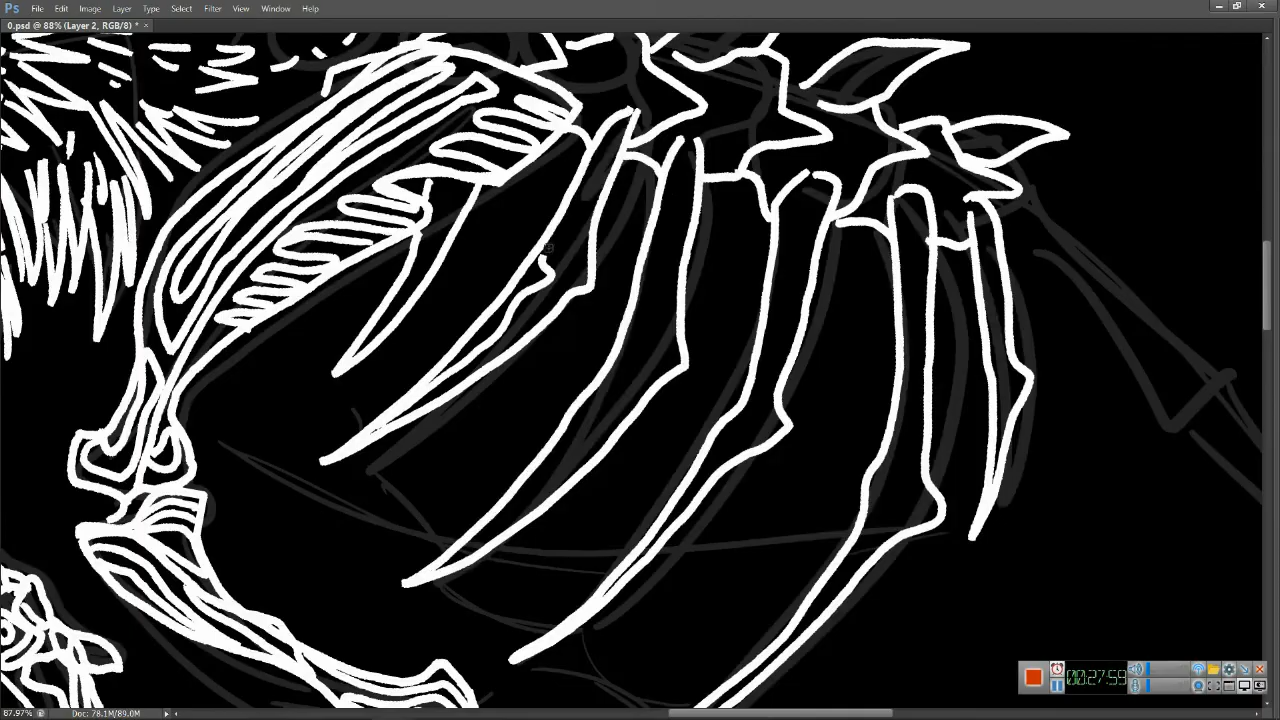 Ps File Edit Image Layer Type Select Filter View Window Help
0.psd @ 88% (Layer 2, RGB/8) * ×
00:27:59
87.97% Doc: 78.1M/89.0M